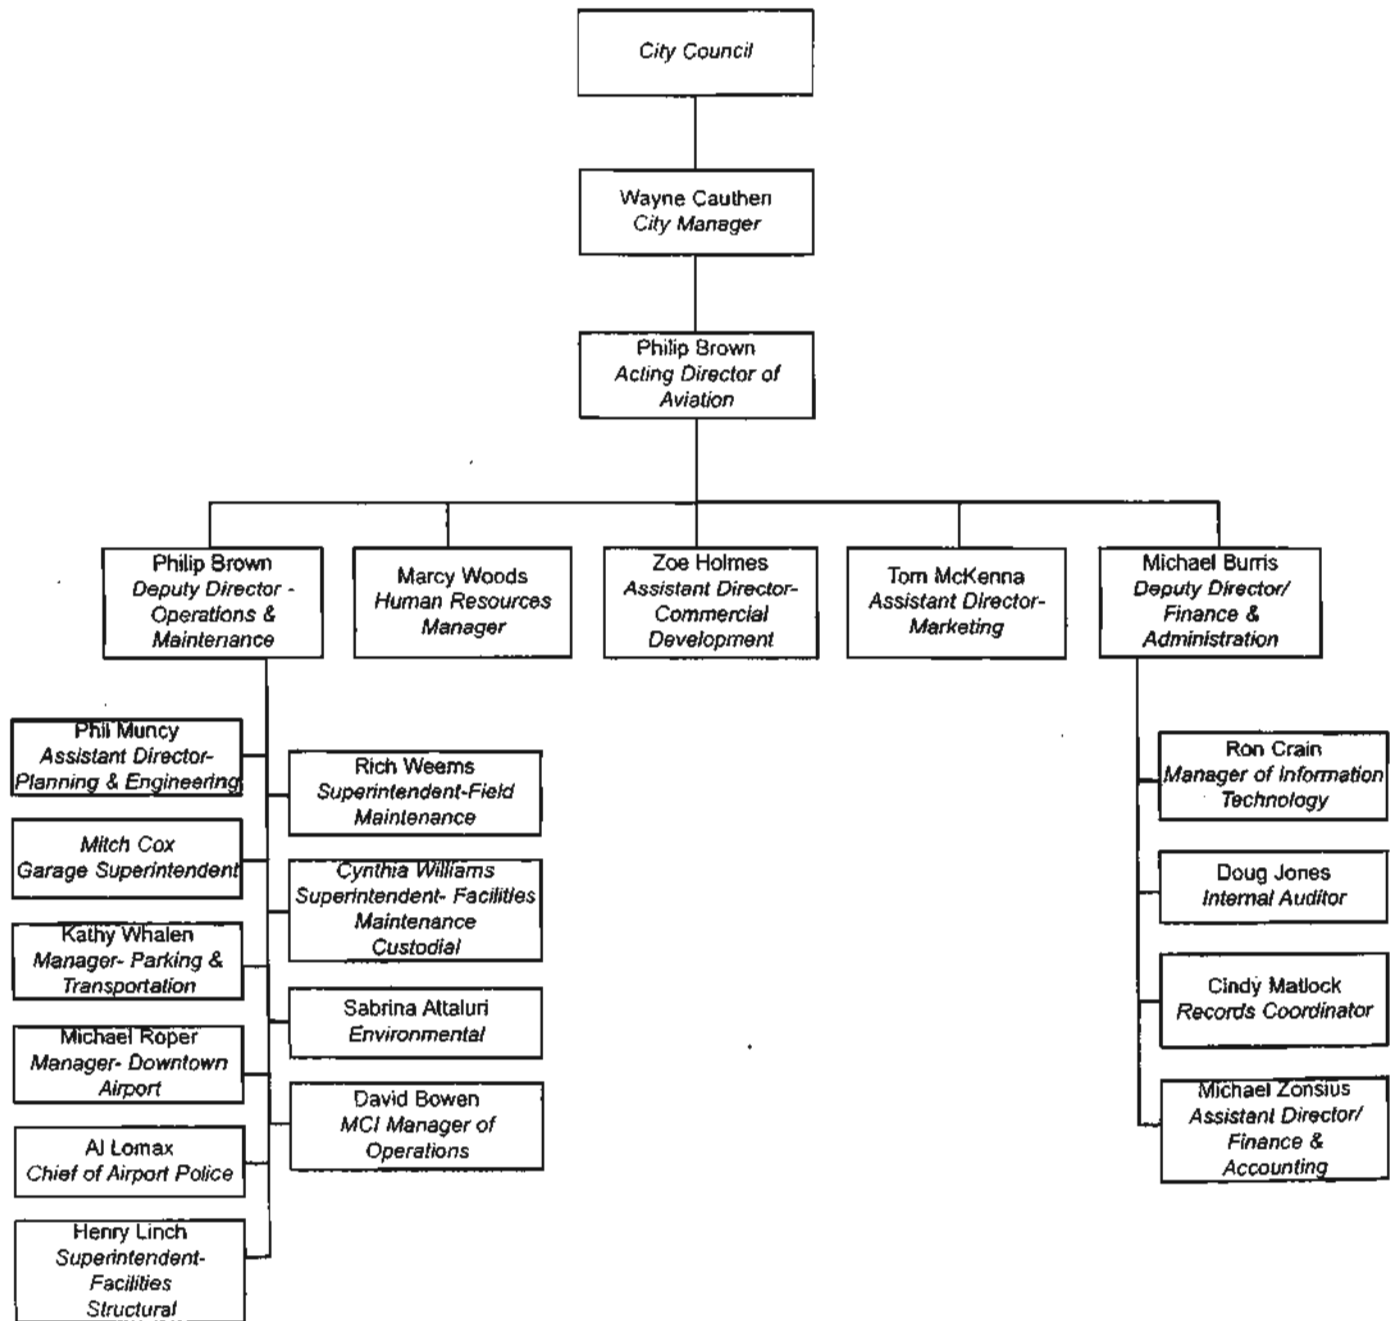 City Council
Wayne Cauthen
City Manager
Philip Brown
Acting Director of
Aviation
Philip Brown
Deputy Director -
Operations &
Maintenance
Marcy Woods
Human Resources
Manager
Zoe Holmes
Assistant Director-
Commercial
Development
Tom McKenna
Assistant Director-
Marketing
Michael Burris
Deputy Director/
Finance &
Administration
Phil Muncy
Assistant Director-
Planning & Engineering
Mitch Cox
Garage Superintendent
Kathy Whalen
Manager- Parking &
Transportation
Michael Roper
Manager- Downtown
Airport
Al Lomax
Chief of Airport Police
Henry Linch
Superintendent-
Facilities
Structural
Rich Weems
Superintendent-Field
Maintenance
Cynthia Williams
Superintendent- Facilities
Maintenance
Custodial
Sabrina Attaluri
Environmental
David Bowen
MCI Manager of
Operations
Ron Crain
Manager of Information
Technology
Doug Jones
Internal Auditor
Cindy Matlock
Records Coordinator
Michael Zonsius
Assistant Director/
Finance &
Accounting